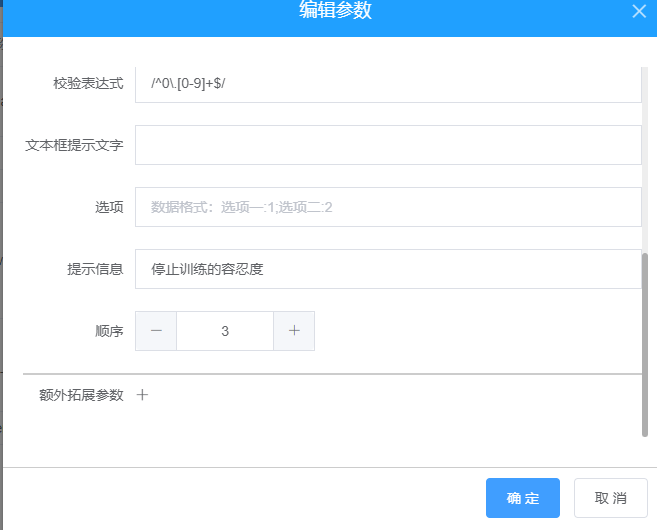 编辑参数
校验表达式 /^0\.[0-9]+$/
文本框提示文字
选项 数据格式：选项一:1;选项二:2
提示信息 停止训练的容忍度
顺序 3
额外拓展参数
确 定 取 消